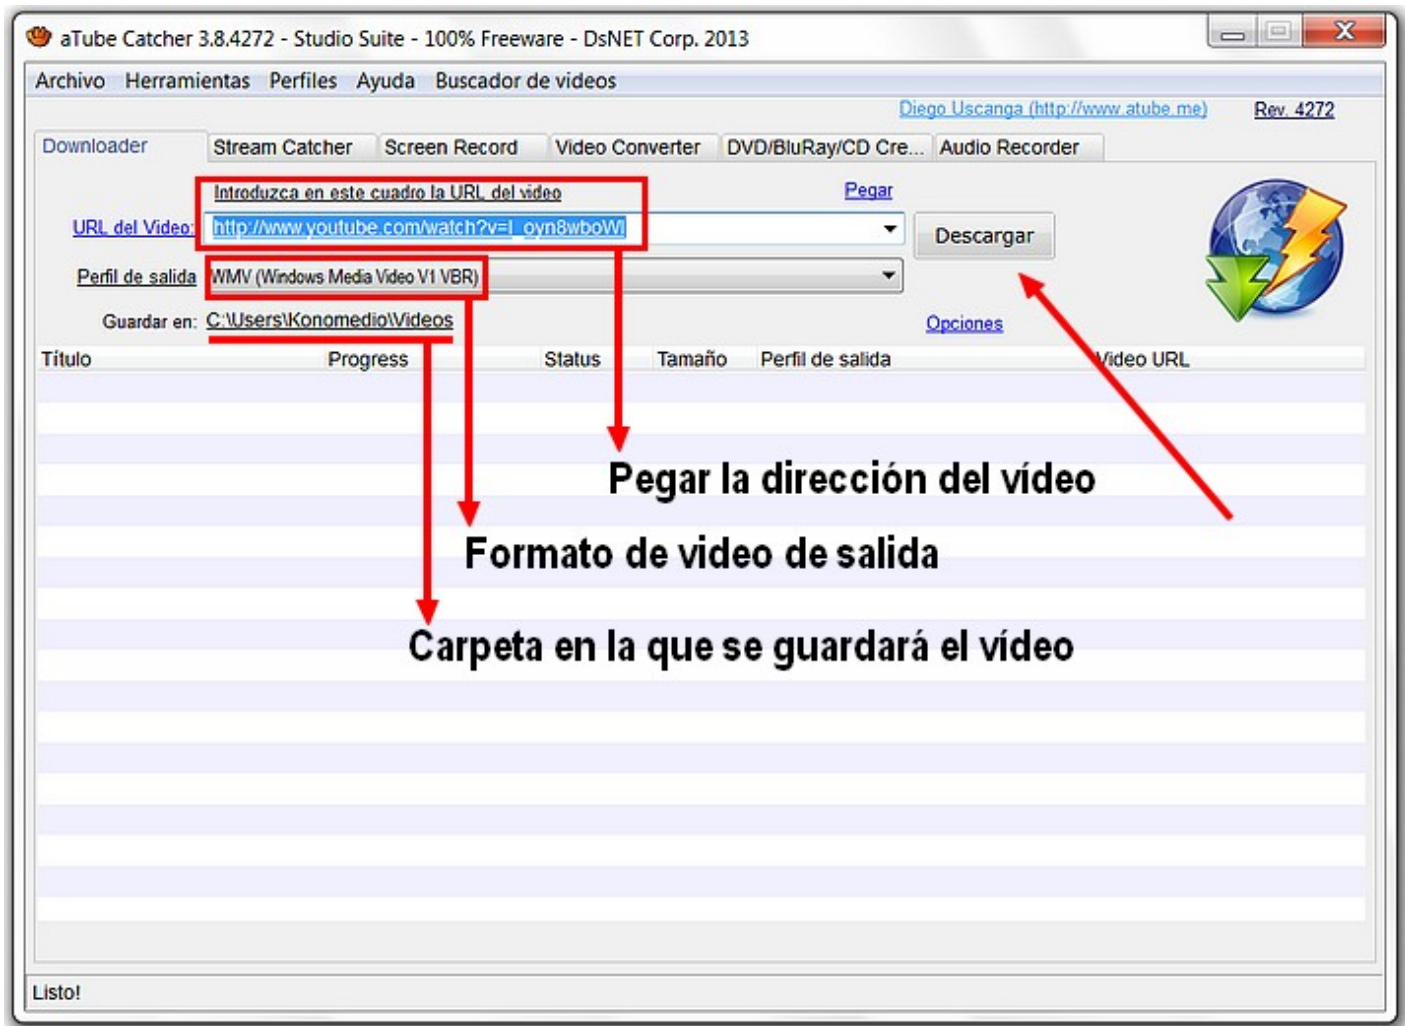 aTube Catcher 3.8.4272 - Studio Suite - 100% Freeware - DsNET Corp. 2013
Archivo Herramientas Perfiles Ayuda Buscador de videos
Diego Uscanga (http://www.atube.me) Rev. 4272
Downloader Stream Catcher Screen Record Video Converter DVD/BluRay/CD Cre... Audio Recorder
Introduzca en este cuadro la URL del video Pegar
URL del Video: http://www.youtube.com/watch?v=l_oyn8wboWI Descargar
Perfil de salida WMV (Windows Media Video V1 VBR)
Guardar en: C:\Users\Konomedio\Videos Opciones
Título Progress Status Tamaño Perfil de salida Video URL
Pegar la dirección del vídeo
Formato de video de salida
Carpeta en la que se guardará el vídeo
Listo!